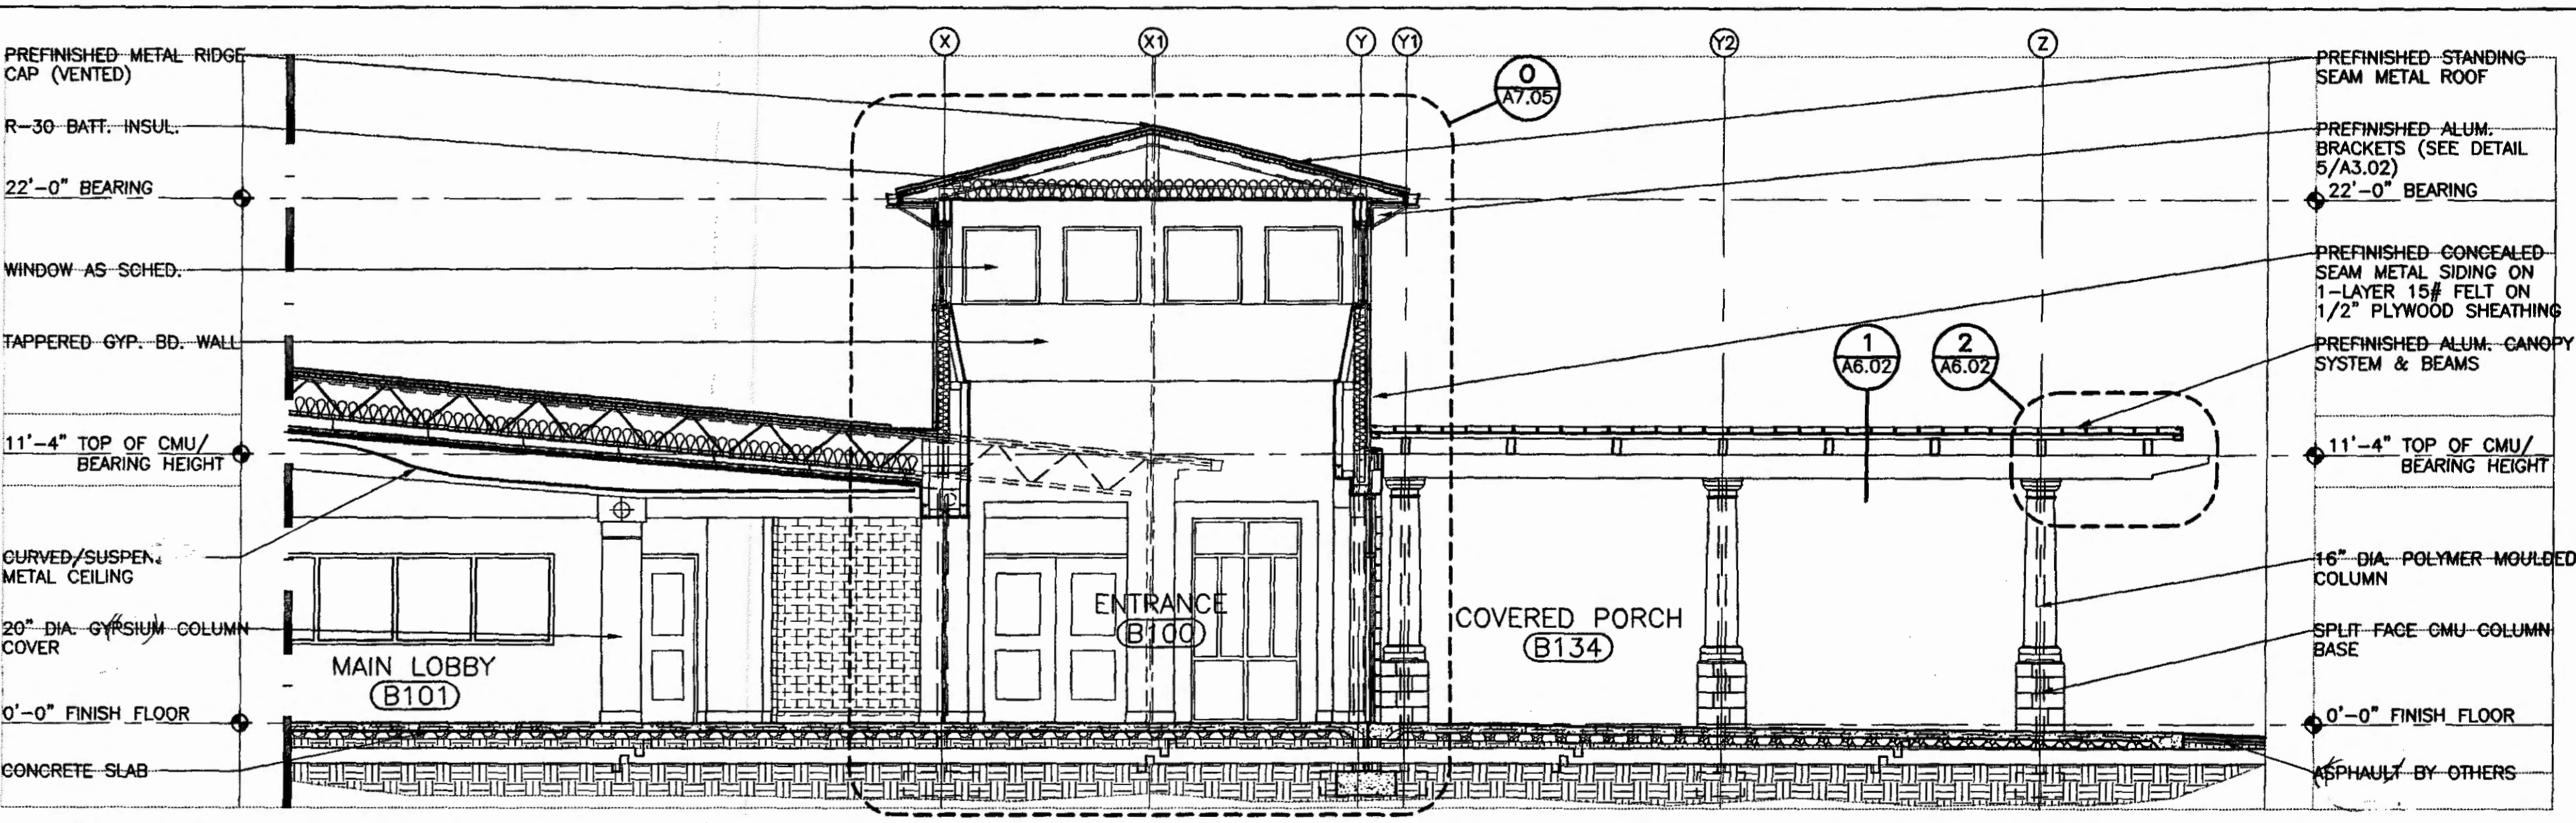 X
X1
Y
Y1
Y2
Z
PREFINISHED METAL RIDGE
CAP (VENTED)
R-30 BATT. INSUL.
22'-0" BEARING
WINDOW AS SCHED.
TAPPERED GYP. BD. WALL
11'-4" TOP OF CMU/
BEARING HEIGHT
CURVED/SUSPEN.
METAL CEILING
20" DIA. GYPSIUM COLUMN
COVER
0'-0" FINISH FLOOR
CONCRETE SLAB
0
A7.05
1
A6.02
2
A6.02
MAIN LOBBY
B101
ENTRANCE
B100
COVERED PORCH
B134
PREFINISHED STANDING
SEAM METAL ROOF
PREFINISHED ALUM.
BRACKETS (SEE DETAIL
5/A3.02)
22'-0" BEARING
PREFINISHED CONCEALED
SEAM METAL SIDING ON
1-LAYER 15# FELT ON
1/2" PLYWOOD SHEATHING
PREFINISHED ALUM. CANOPY
SYSTEM & BEAMS
11'-4" TOP OF CMU/
BEARING HEIGHT
16" DIA. POLYMER MOULDED
COLUMN
SPLIT FACE CMU COLUMN
BASE
0'-0" FINISH FLOOR
ASPHAULT BY OTHERS